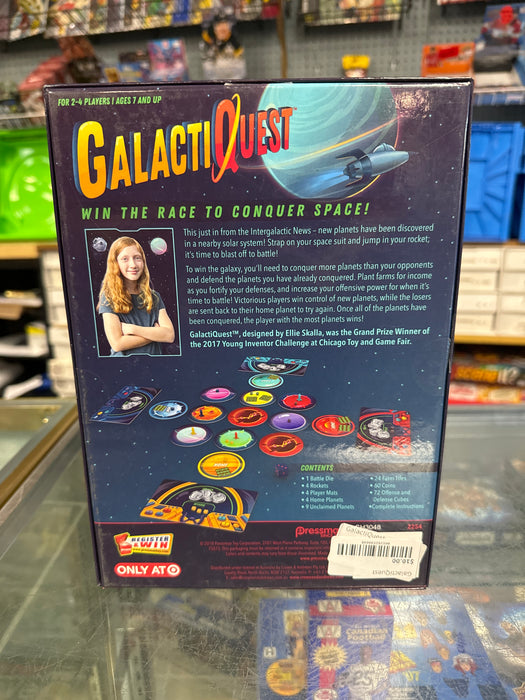 FOR 2-4 PLAYERS | AGES 7 AND UP
GALACTIQUEST™
WIN THE RACE TO CONQUER SPACE!
This just in from the Intergalactic News – new planets have been discovered
in a nearby solar system! Strap on your space suit and jump in your rocket;
it's time to blast off to battle!
To win the galaxy, you'll need to conquer more planets than your opponents
and defend the planets you have already conquered. Plant farms for income
as you fortify your defenses, and increase your offensive power for when it's
time to battle! Victorious players win control of new planets, while the losers
are sent back to their home planet to try again. Once all of the planets have
been conquered, the player with the most planets wins!
GalactiQuest™, designed by Ellie Skalla, was the Grand Prize Winner of
the 2017 Young Inventor Challenge at Chicago Toy and Game Fair.
CONTENTS
• 1 Battle Die
• 4 Rockets
• 4 Player Mats
• 4 Home Planets
• 9 Unclaimed Planets
• 24 Farm Tiles
• 60 Coins
• 72 Offense and
Defense Cubes
• Complete Instructions
REGISTER
& WIN
ONLY AT
2254
GalactiQuest
$10.00
GalactiQuest
Canadian
Football